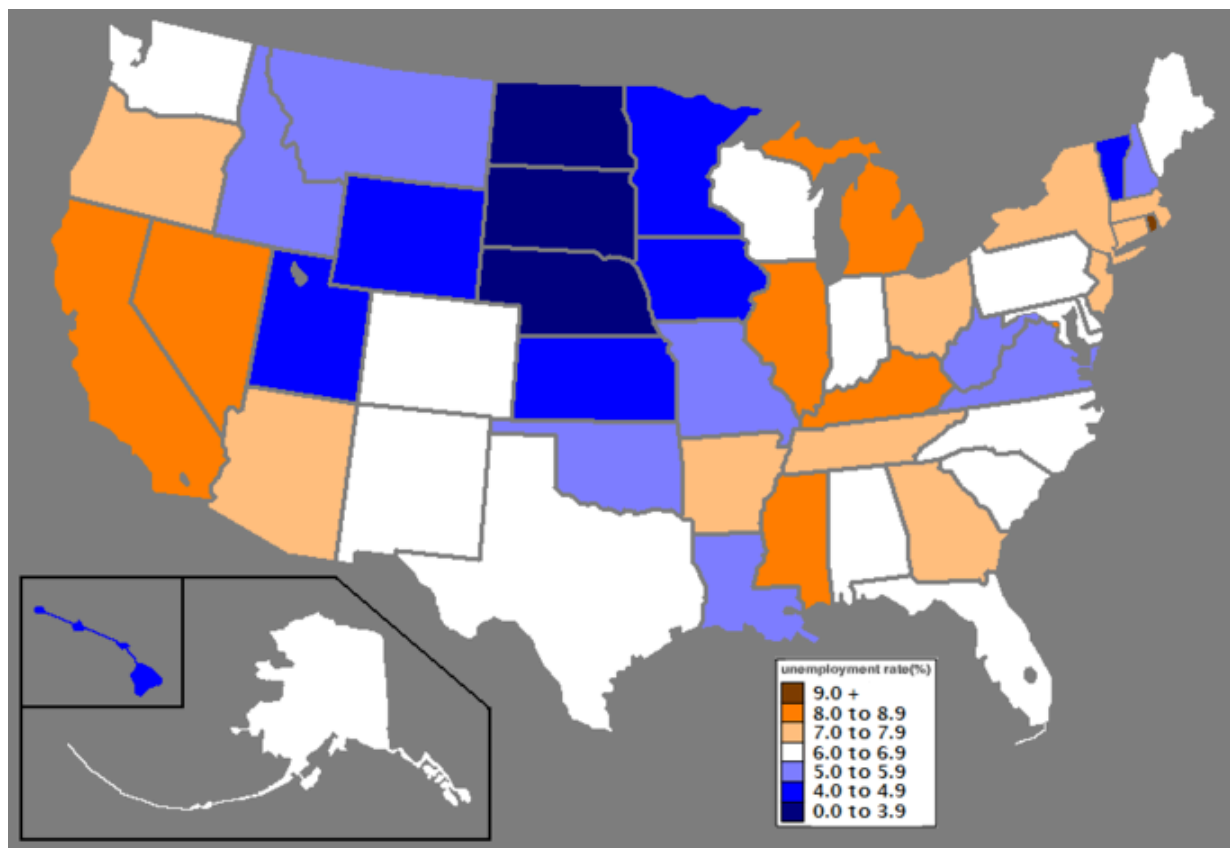 unemployment rate(%)
9.0 +
8.0 to 8.9
7.0 to 7.9
6.0 to 6.9
5.0 to 5.9
4.0 to 4.9
0.0 to 3.9